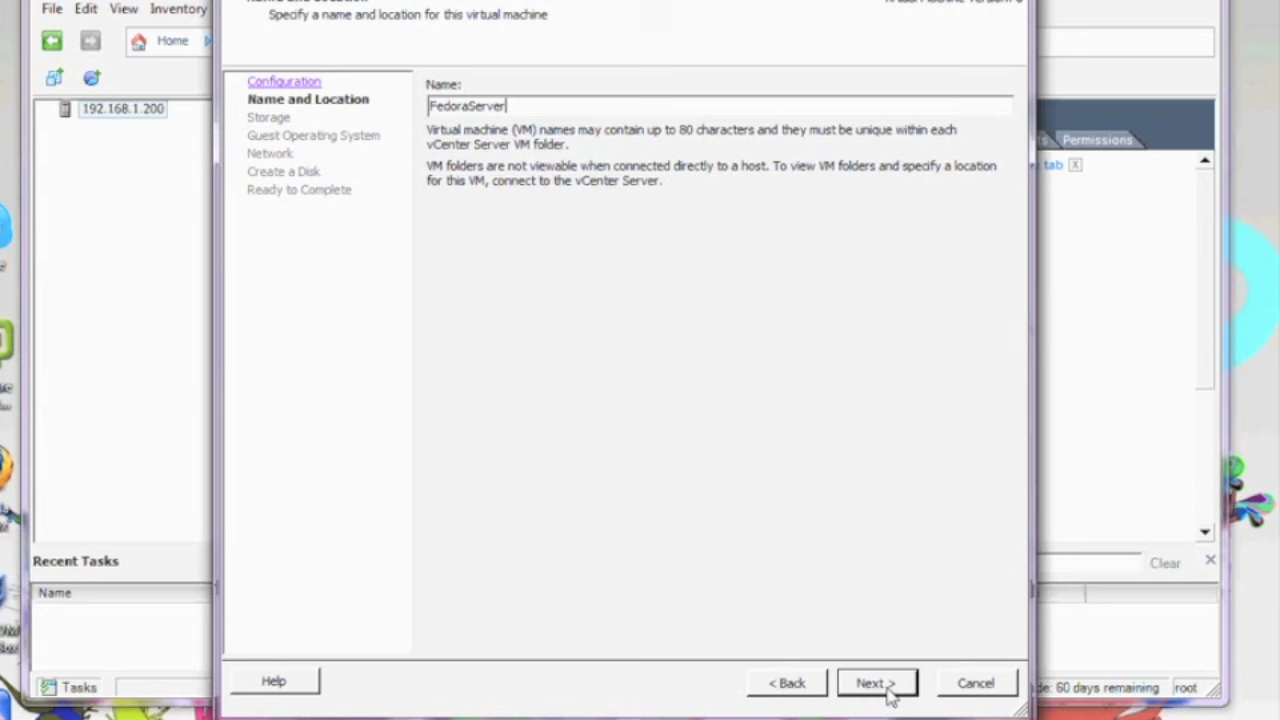 File Edit View Inventory
Specify a name and location for this virtual machine
Home
192.168.1.200
Configuration
Name and Location
Storage
Guest Operating System
Network
Create a Disk
Ready to Complete
Name:
FedoraServer
Virtual machine (VM) names may contain up to 80 characters and they must be unique within each
vCenter Server VM folder.
VM folders are not viewable when connected directly to a host. To view VM folders and specify a location
for this VM, connect to the vCenter Server.
Permissions
tab X
Recent Tasks
Clear
Name
Help
< Back
Next >
Cancel
Tasks
60 days remaining
root